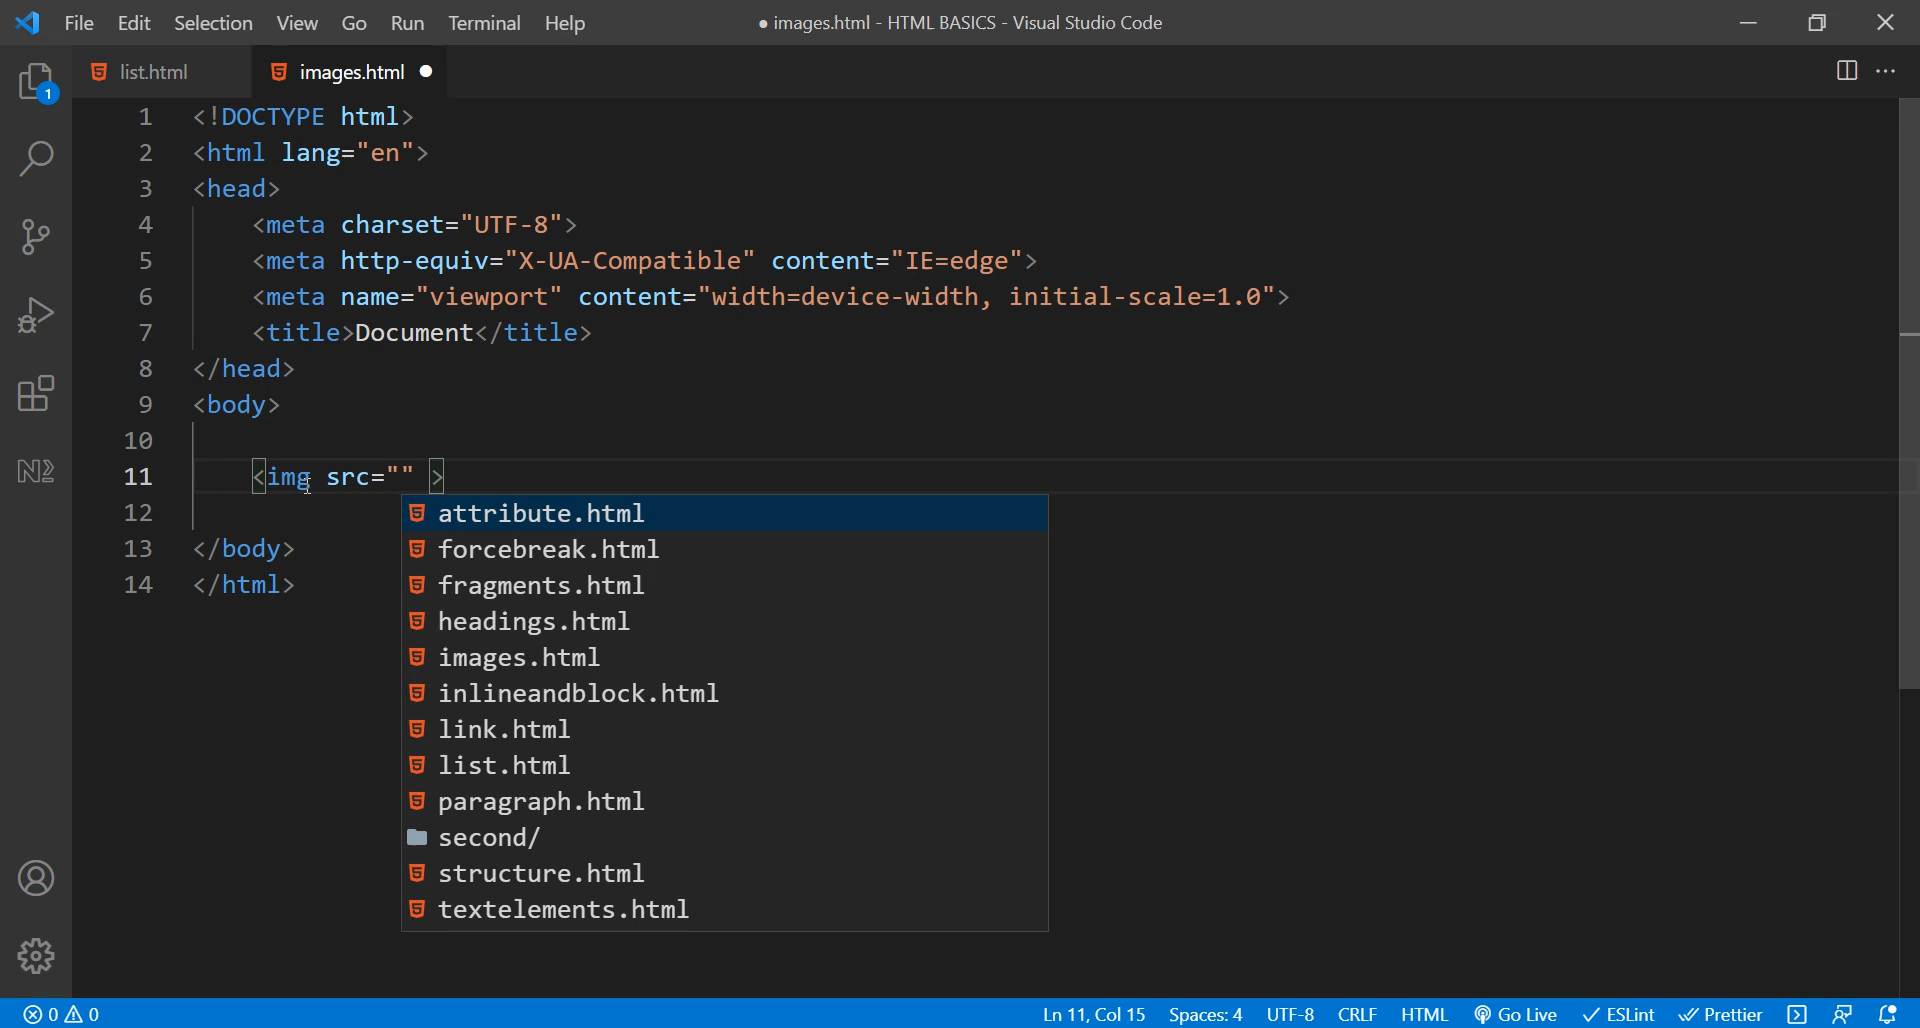 File Edit Selection View Go Run Terminal Help ● images.html - HTML BASICS - Visual Studio Code
list.html images.html
1
1 <!DOCTYPE html>
2 <html lang="en">
3 <head>
4 <meta charset="UTF-8">
5 <meta http-equiv="X-UA-Compatible" content="IE=edge">
6 <meta name="viewport" content="width=device-width, initial-scale=1.0">
7 <title>Document</title>
8 </head>
9 <body>
10
11 <img src="" >
12
13 </body>
14 </html>
attribute.html
forcebreak.html
fragments.html
headings.html
images.html
inlineandblock.html
link.html
list.html
paragraph.html
second/
structure.html
textelements.html
0 0 Ln 11, Col 15 Spaces: 4 UTF-8 CRLF HTML Go Live ESLint Prettier